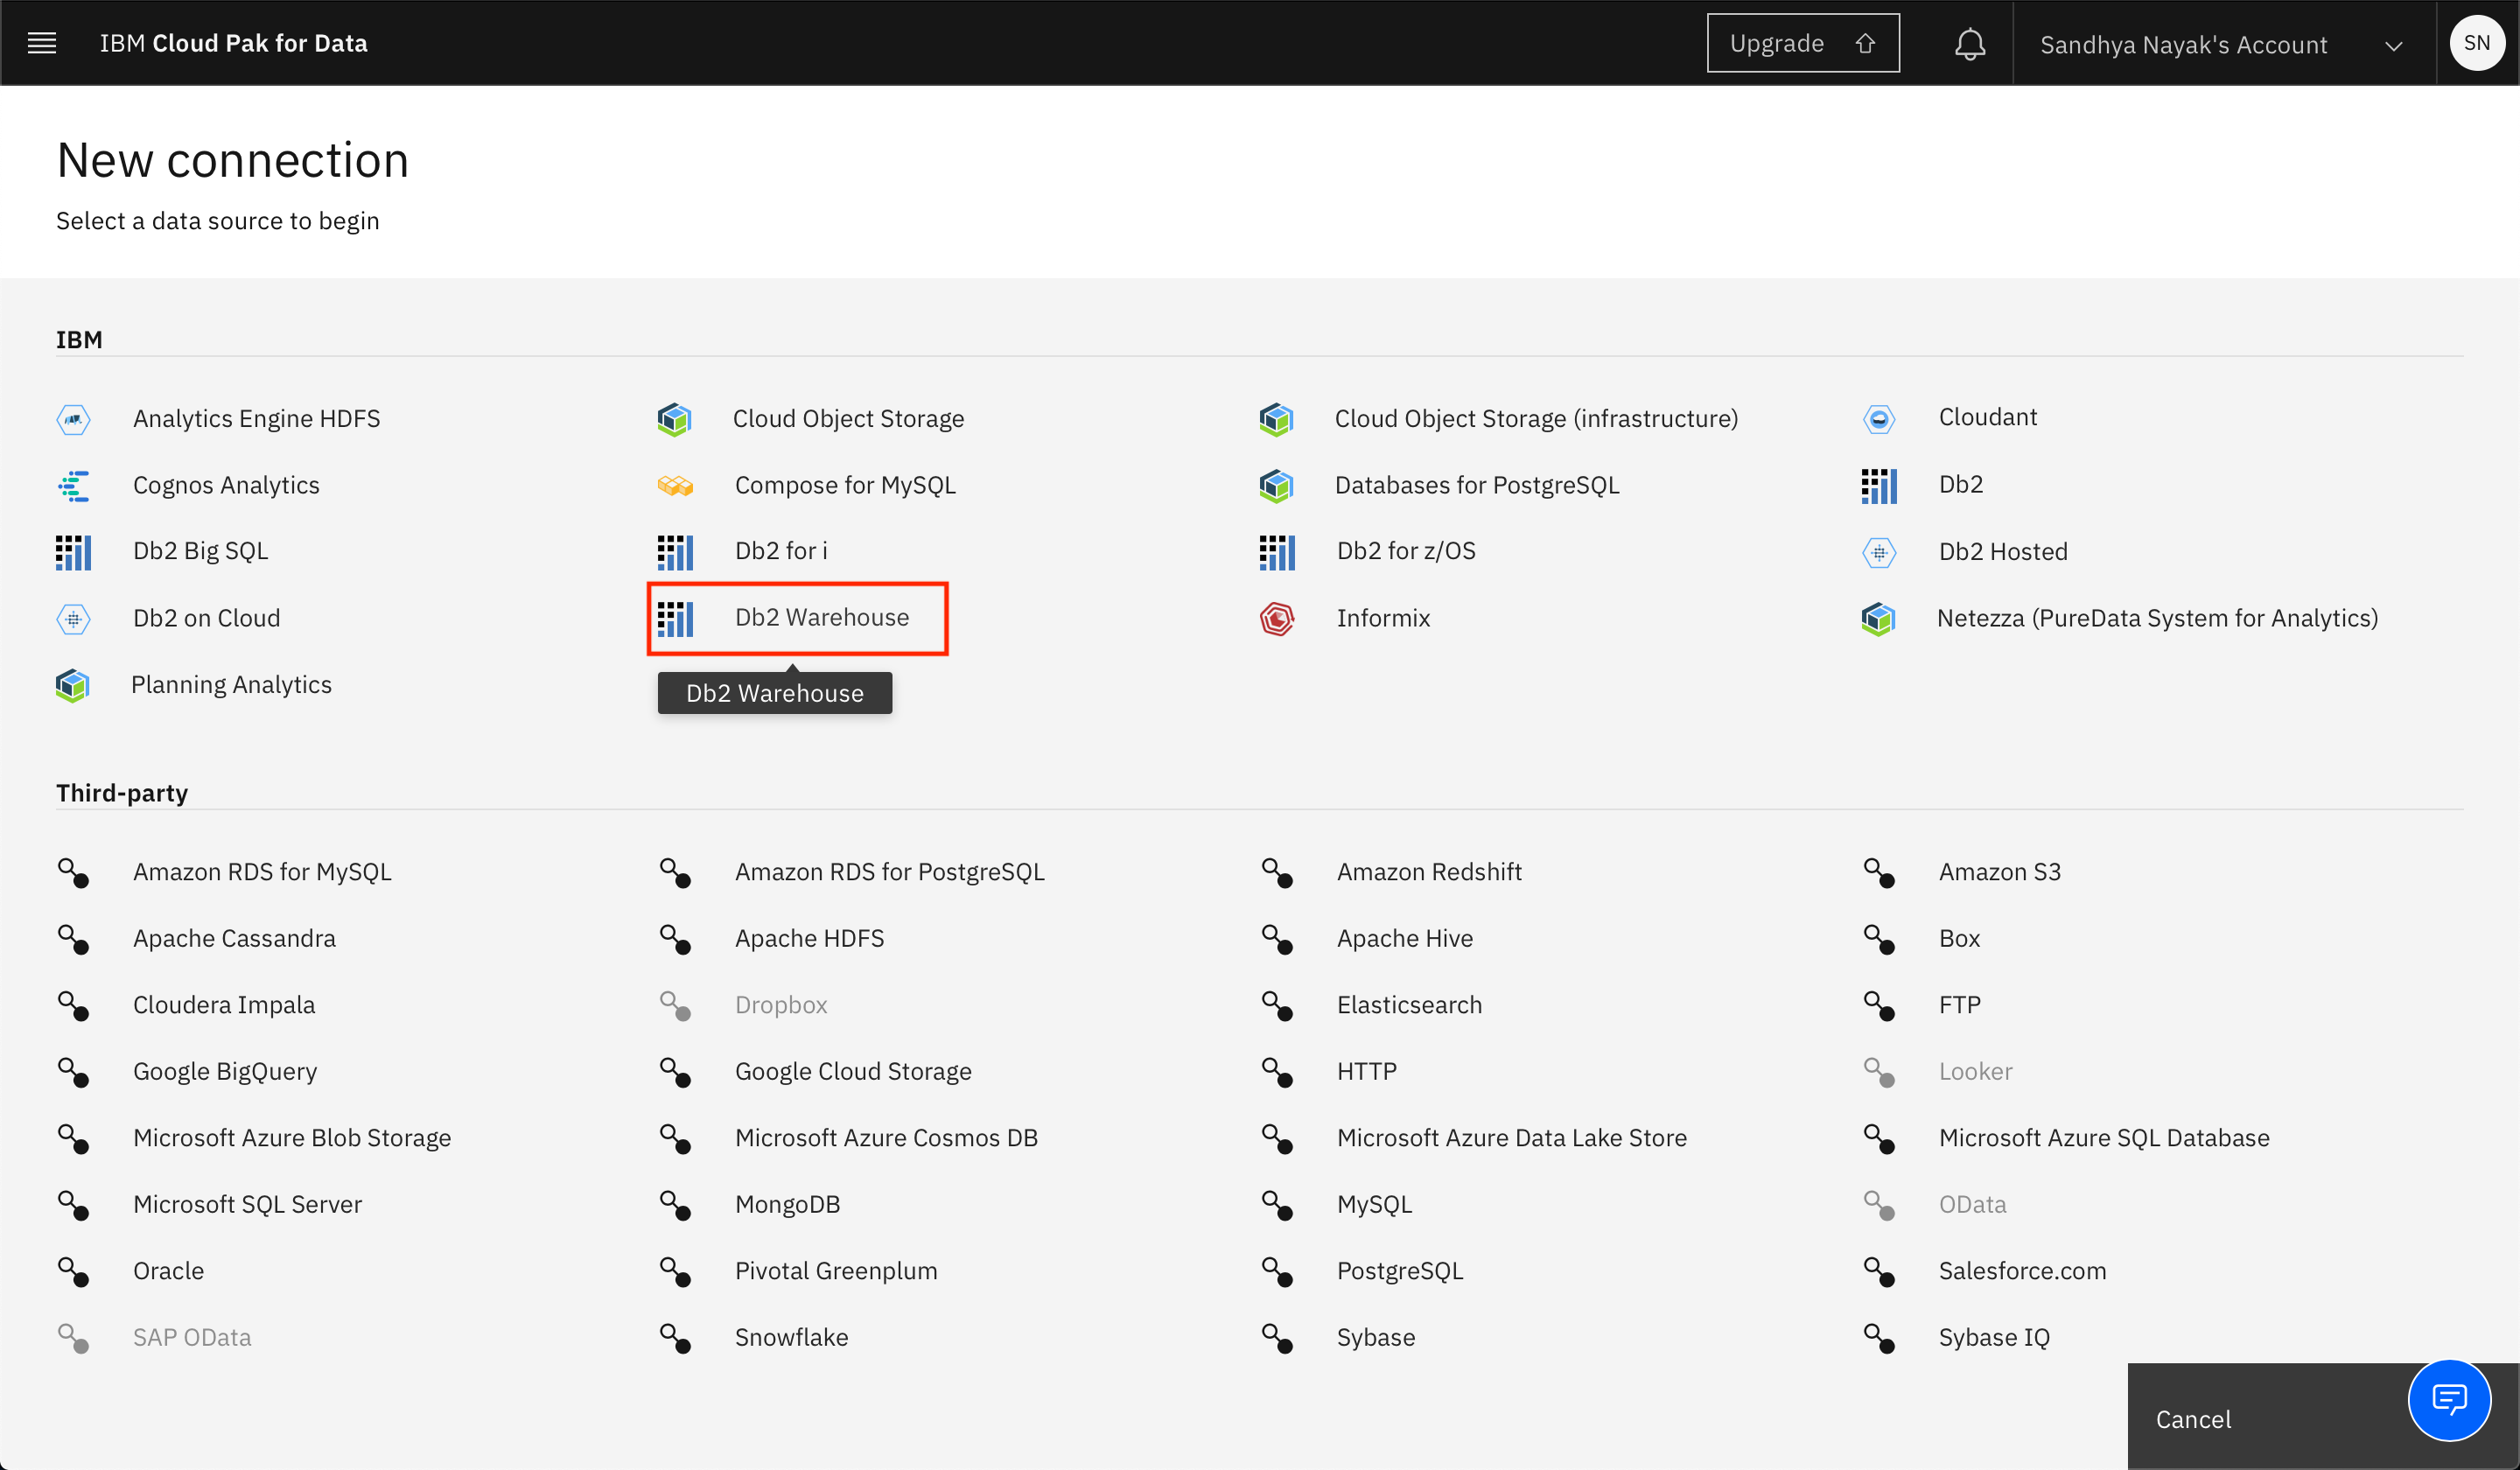 IBM Cloud Pak for Data
Upgrade
Sandhya Nayak's Account
SN
New connection
Select a data source to begin
IBM
Analytics Engine HDFS
Cloud Object Storage
Cloud Object Storage (infrastructure)
Cloudant
Cognos Analytics
Compose for MySQL
Databases for PostgreSQL
Db2
Db2 Big SQL
Db2 for i
Db2 for z/OS
Db2 Hosted
Db2 on Cloud
Db2 Warehouse
Informix
Netezza (PureData System for Analytics)
Planning Analytics
Db2 Warehouse
Third-party
Amazon RDS for MySQL
Amazon RDS for PostgreSQL
Amazon Redshift
Amazon S3
Apache Cassandra
Apache HDFS
Apache Hive
Box
Cloudera Impala
Dropbox
Elasticsearch
FTP
Google BigQuery
Google Cloud Storage
HTTP
Looker
Microsoft Azure Blob Storage
Microsoft Azure Cosmos DB
Microsoft Azure Data Lake Store
Microsoft Azure SQL Database
Microsoft SQL Server
MongoDB
MySQL
OData
Oracle
Pivotal Greenplum
PostgreSQL
Salesforce.com
SAP OData
Snowflake
Sybase
Sybase IQ
Cancel